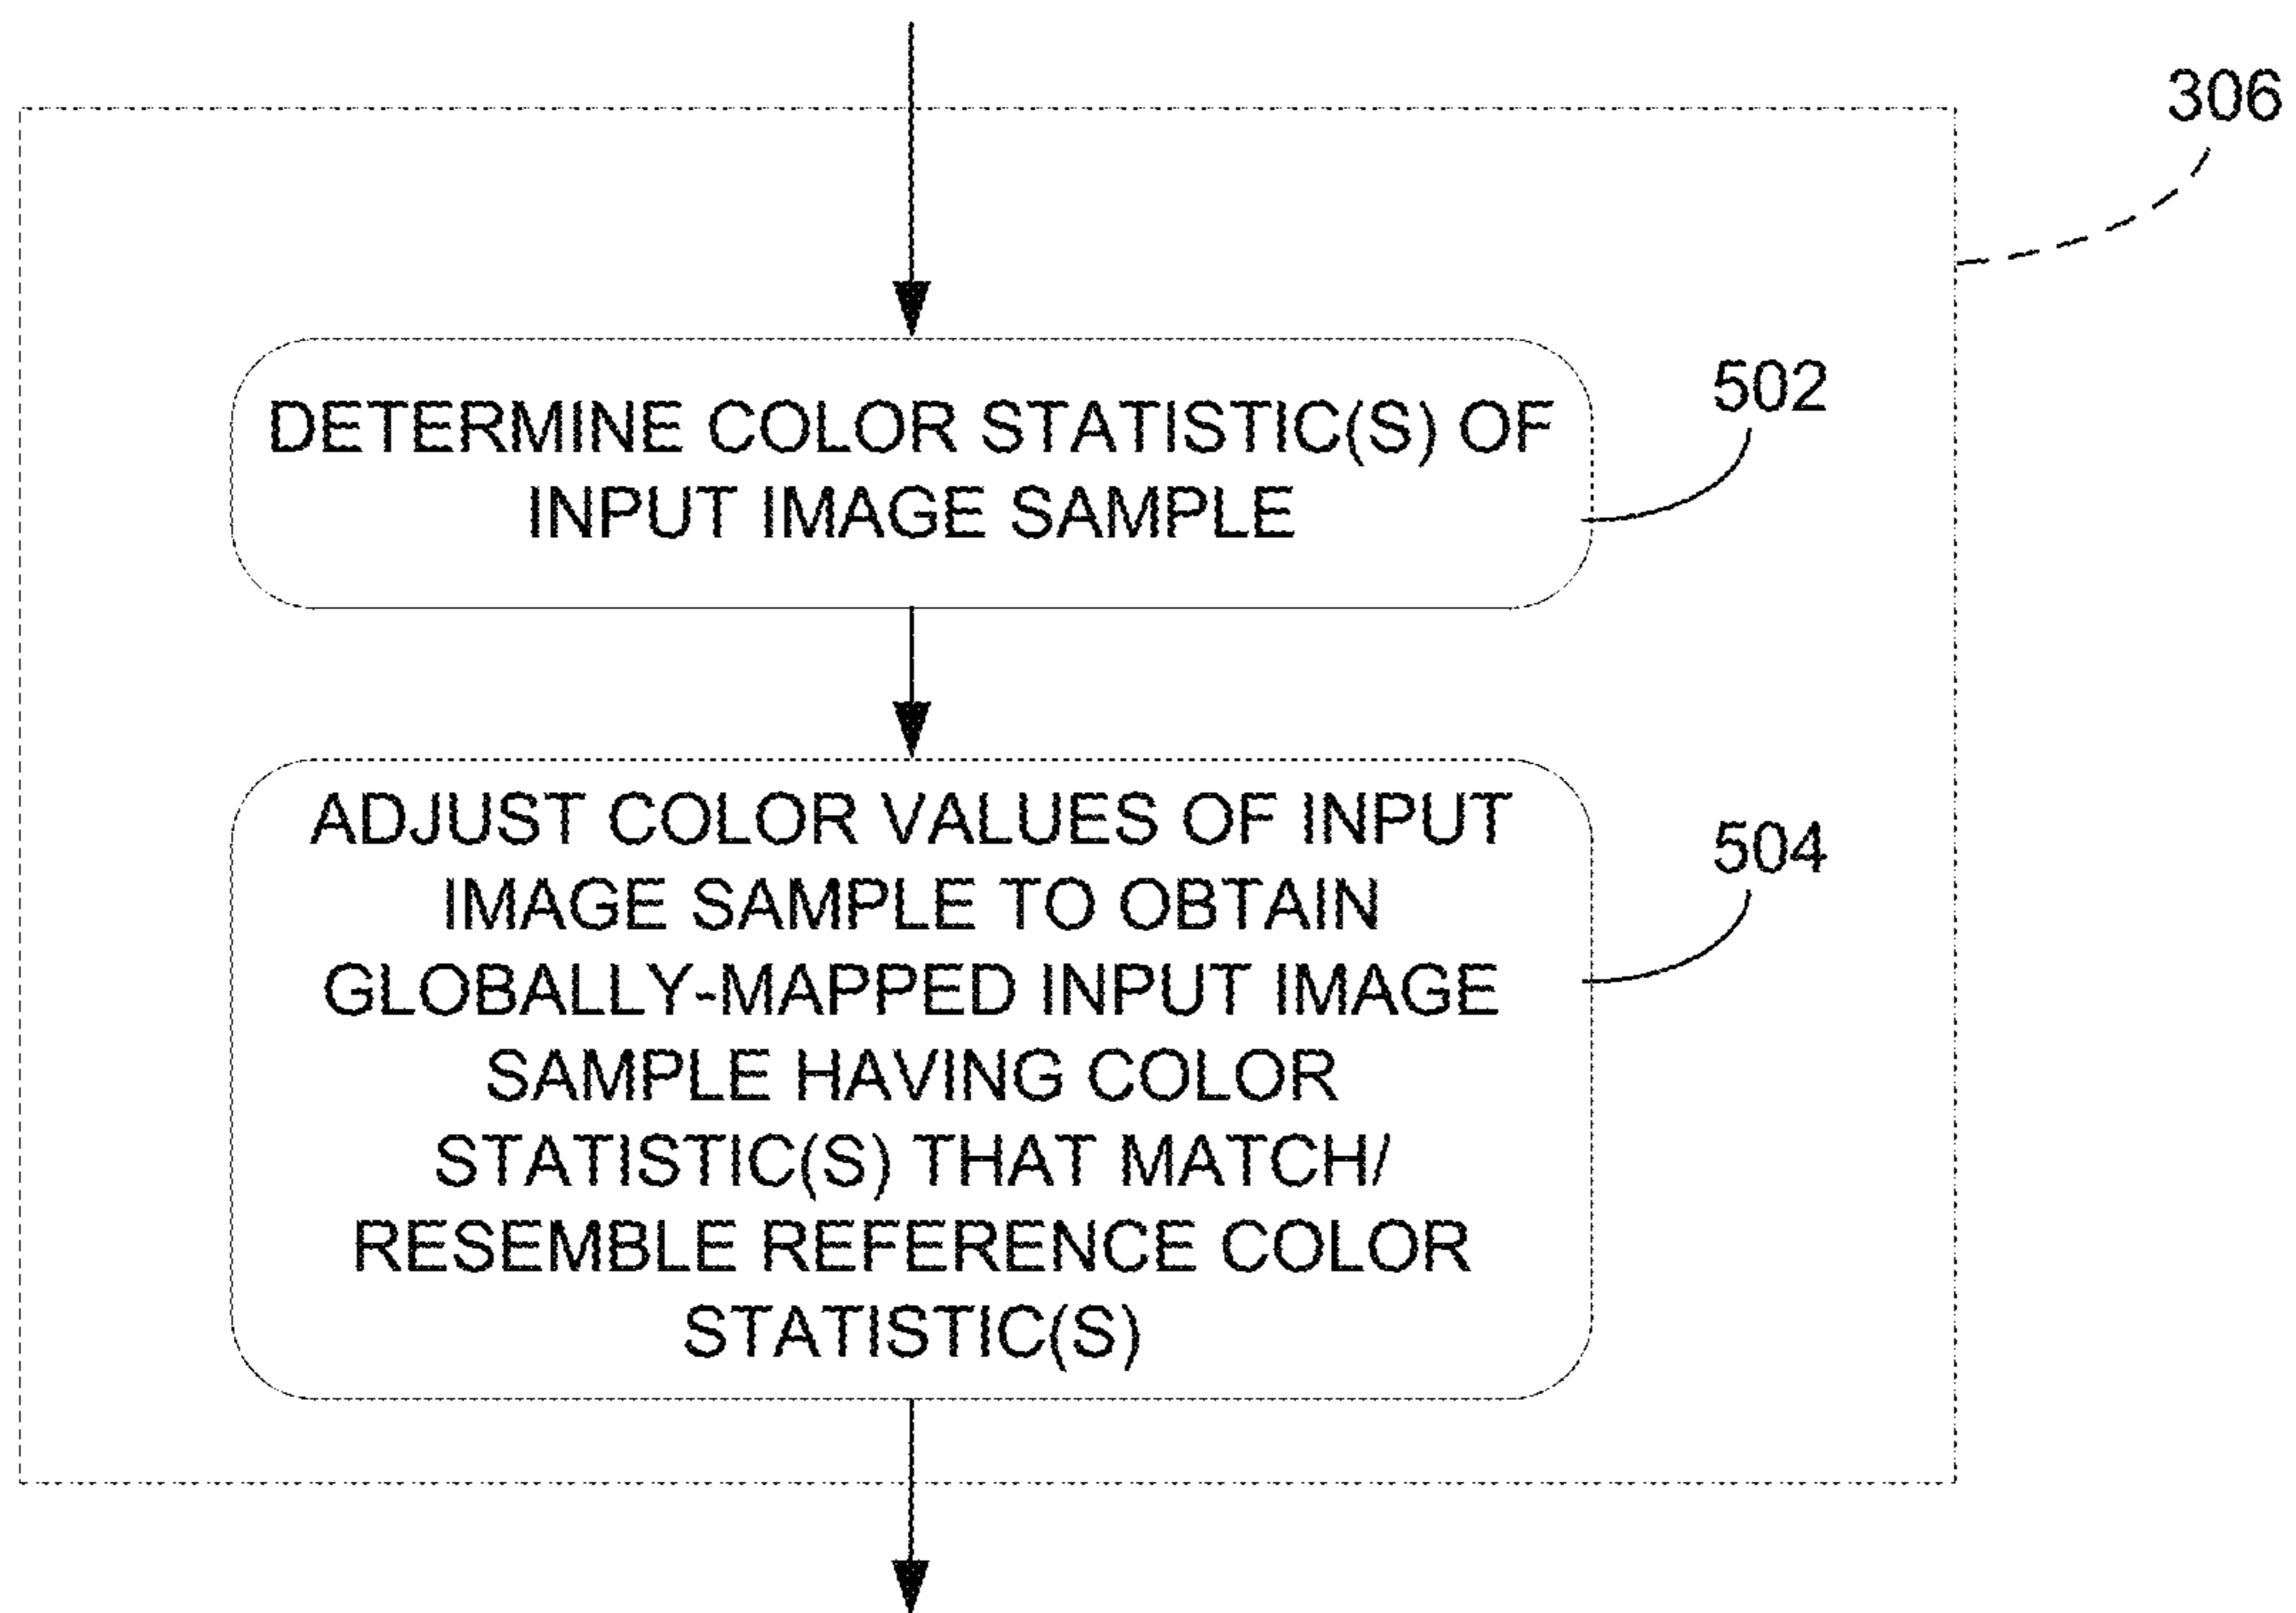 306
DETERMINE COLOR STATISTIC(S) OF
INPUT IMAGE SAMPLE
502
ADJUST COLOR VALUES OF INPUT
IMAGE SAMPLE TO OBTAIN
GLOBALLY-MAPPED INPUT IMAGE
SAMPLE HAVING COLOR
STATISTIC(S) THAT MATCH/
RESEMBLE REFERENCE COLOR
STATISTIC(S)
504